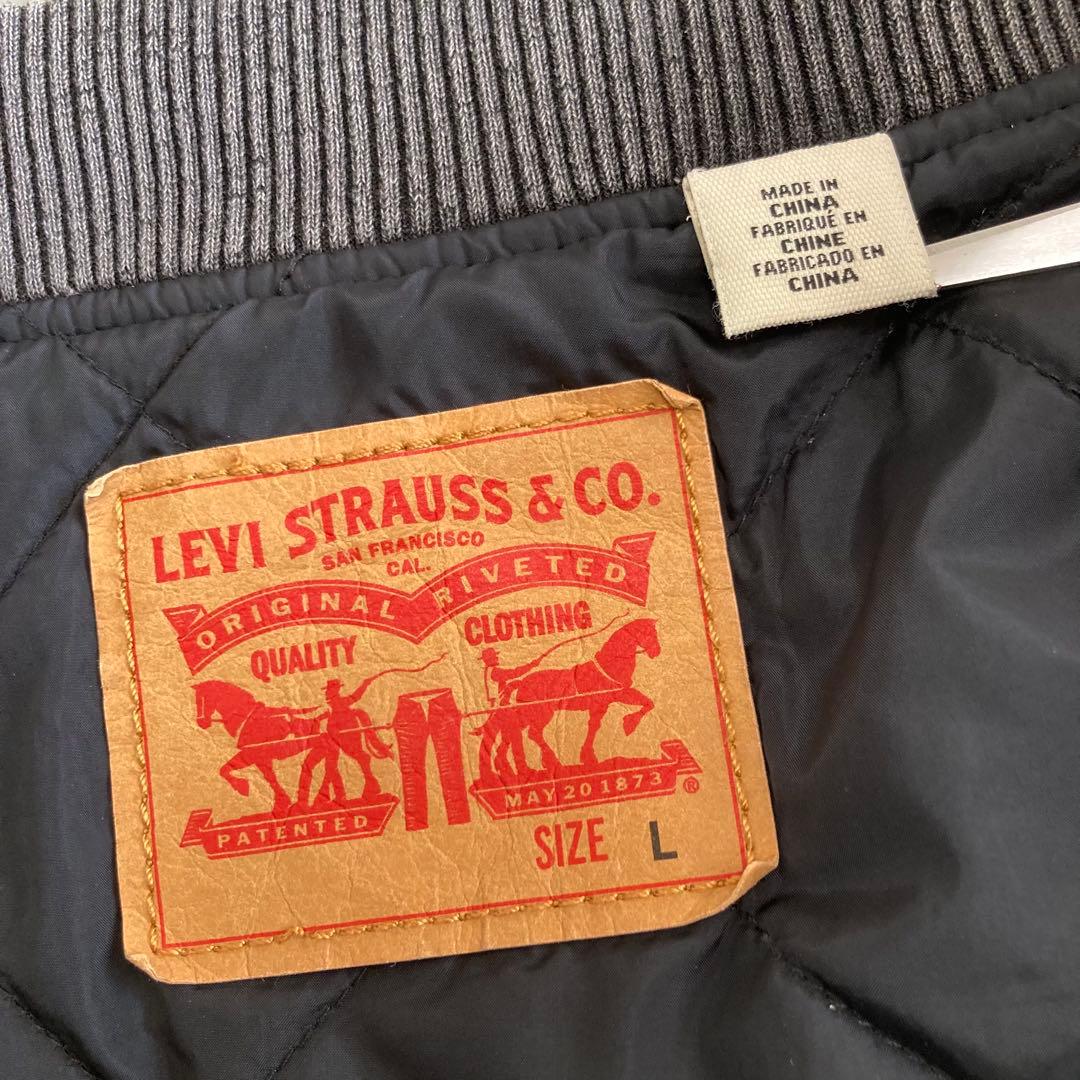 MADE IN
CHINA
FABRIQUÉ EN
CHINE
FABRICADO EN
CHINA
LEVI STRAUSS & CO.
SAN FRANCISCO
CAL.
ORIGINAL RIVETED
QUALITY CLOTHING
PATENTED MAY 20 1873 ®
SIZE L